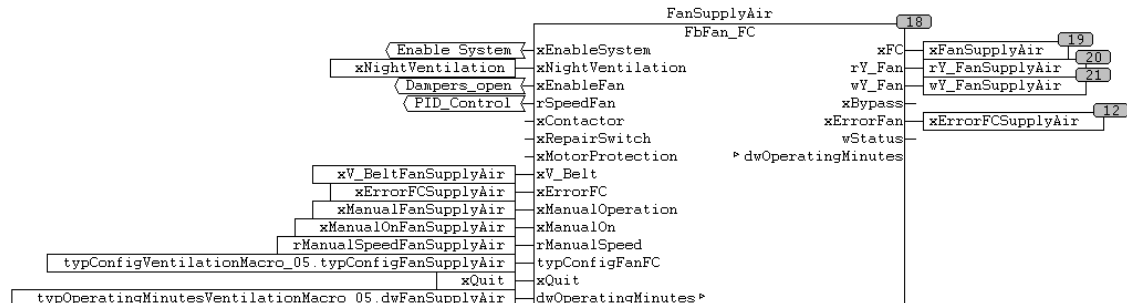 FanSupplyAir
18
FbFan_FC
19
Enable System xEnableSystem xFC xFanSupplyAir
20
xNightVentilation xNightVentilation rY_Fan rY_FanSupplyAir
21
Dampers_open xEnableFan wY_Fan wY_FanSupplyAir
PID_Control rSpeedFan xBypass
12
xContactor xErrorFan xErrorFCSupplyAir
xRepairSwitch wStatus
xMotorProtection dwOperatingMinutes
xV_BeltFanSupplyAir xV_Belt
xErrorFCSupplyAir xErrorFC
xManualFanSupplyAir xManualOperation
xManualOnFanSupplyAir xManualOn
rManualSpeedFanSupplyAir rManualSpeed
typConfigVentilationMacro_05.typConfigFanSupplyAir typConfigFanFC
xQuit xQuit
typOperatingMinutesVentilationMacro_05.dwFanSupplyAir dwOperatingMinutes